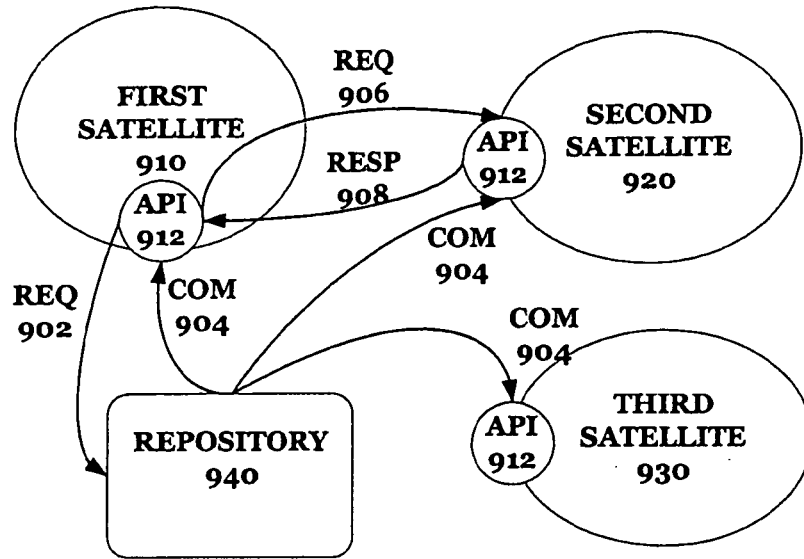 FIRST
SATELLITE
910
API
912
REQ
906
RESP
908
API
912
SECOND
SATELLITE
920
REQ
902
COM
904
COM
904
COM
904
REPOSITORY
940
API
912
THIRD
SATELLITE
930